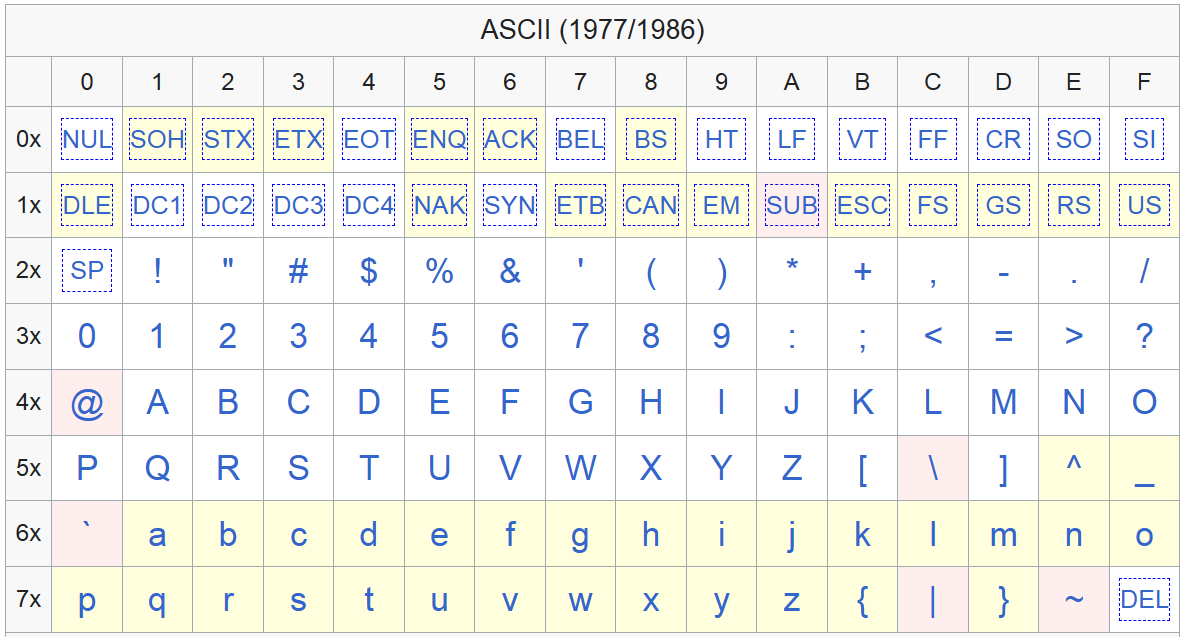 ASCII (1977/1986)
0 1 2 3 4 5 6 7 8 9 A B C D E F
0x NUL SOH STX ETX EOT ENQ ACK BEL BS HT LF VT FF CR SO SI
1x DLE DC1 DC2 DC3 DC4 NAK SYN ETB CAN EM SUB ESC FS GS RS US
2x SP ! " # $ % & ' ( ) * + , - . /
3x 0 1 2 3 4 5 6 7 8 9 : ; < = > ?
4x @ A B C D E F G H I J K L M N O
5x P Q R S T U V W X Y Z [ \ ] ^ _
6x ` a b c d e f g h i j k l m n o
7x p q r s t u v w x y z { | } ~ DEL